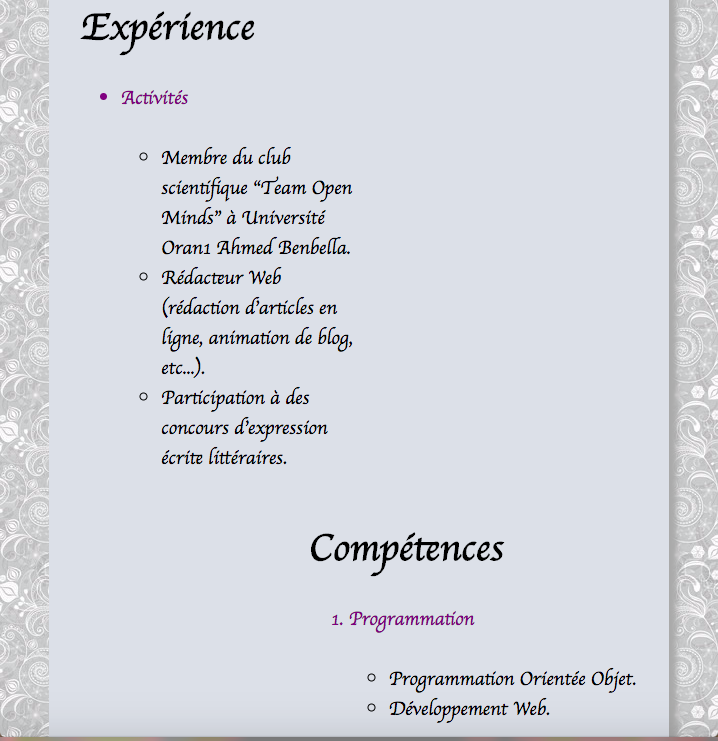 Expérience
Activités
Membre du club
scientifique “Team Open
Minds” à Université
Oran1 Ahmed Benbella.
Rédacteur Web
(rédaction d'articles en
ligne, animation de blog,
etc...).
Participation à des
concours d'expression
écrite littéraires.
Compétences
1. Programmation
Programmation Orientée Objet.
Développement Web.